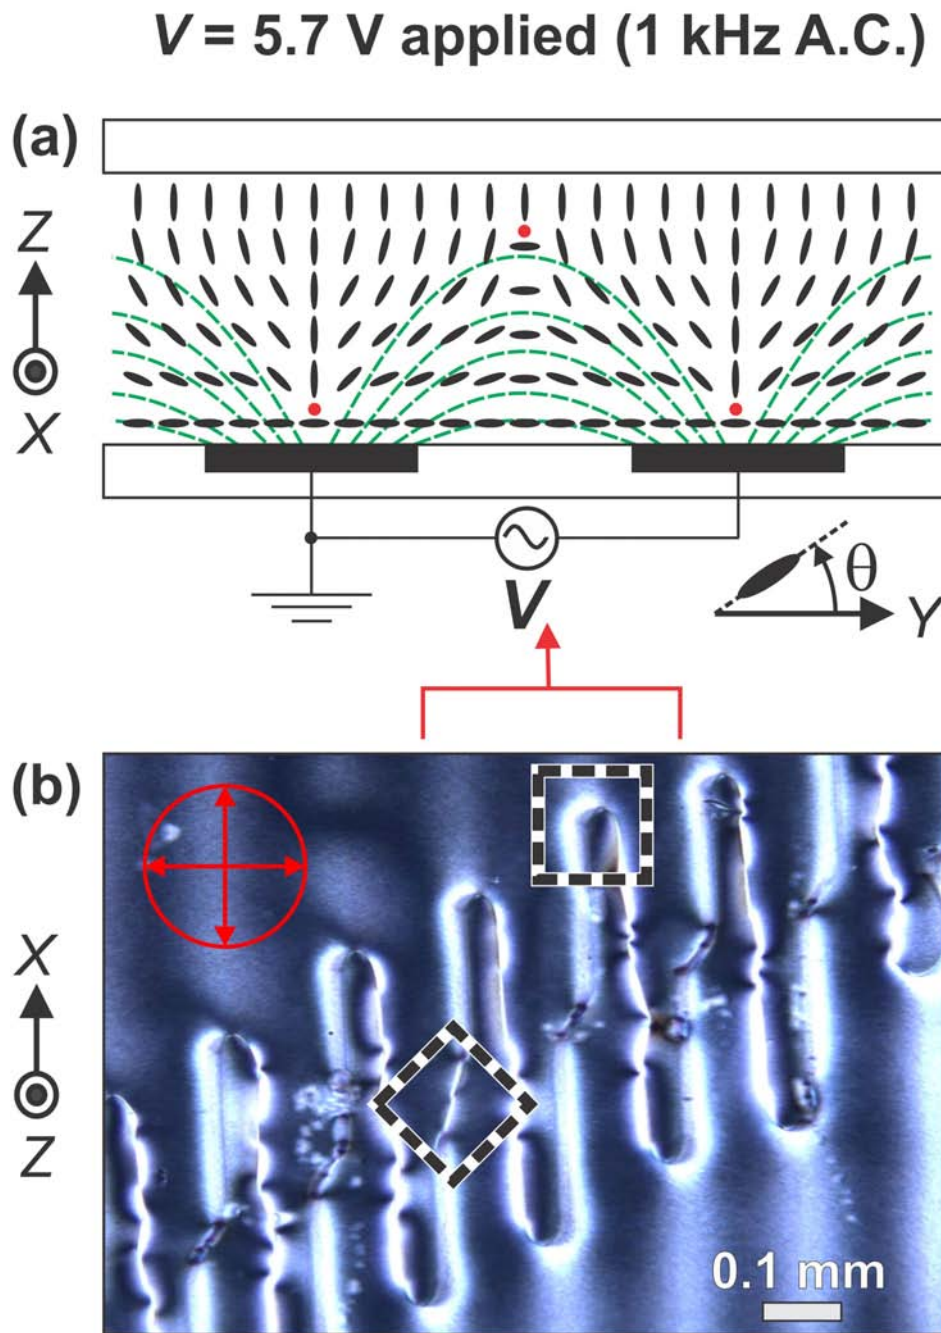 V = 5.7 V applied (1 kHz A.C.)
(a)
Z
X
V
θ
Y
(b)
X
Z
0.1 mm